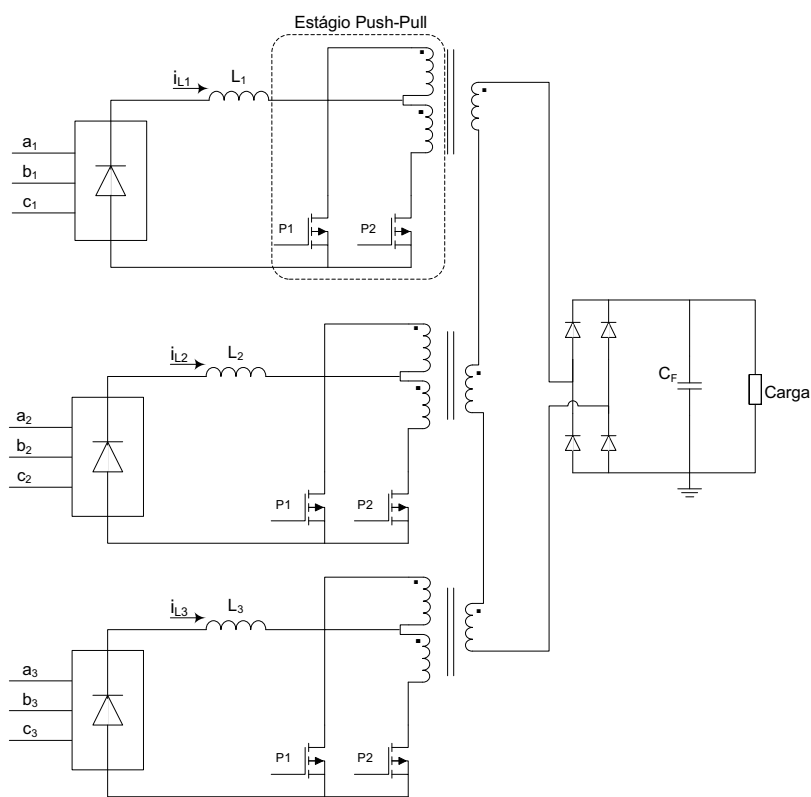 Estágio Push-Pull
iL1
L1
a1
b1
c1
P1
P2
iL2
L2
a2
b2
c2
P1
P2
CF
Carga
iL3
L3
a3
b3
c3
P1
P2